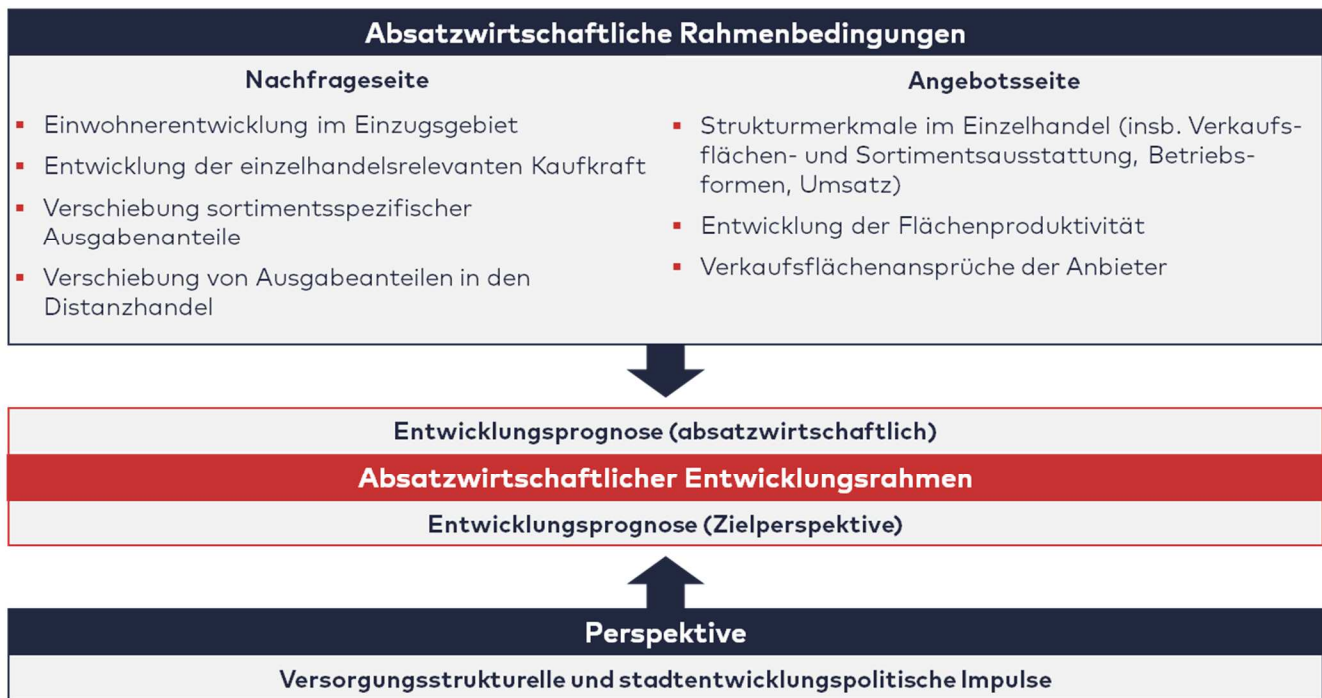 Absatzwirtschaftliche Rahmenbedingungen
Nachfrageseite
▪ Einwohnerentwicklung im Einzugsgebiet
▪ Entwicklung der einzelhandelsrelevanten Kaufkraft
▪ Verschiebung sortimentsspezifischer
Ausgabenanteile
▪ Verschiebung von Ausgabeanteilen in den
Distanzhandel
Angebotsseite
▪ Strukturmerkmale im Einzelhandel (insb. Verkaufs-
flächen- und Sortimentsausstattung, Betriebs-
formen, Umsatz)
▪ Entwicklung der Flächenproduktivität
▪ Verkaufsflächenansprüche der Anbieter
Entwicklungsprognose (absatzwirtschaftlich)
Absatzwirtschaftlicher Entwicklungsrahmen
Entwicklungsprognose (Zielperspektive)
Perspektive
Versorgungsstrukturelle und stadtentwicklungspolitische Impulse